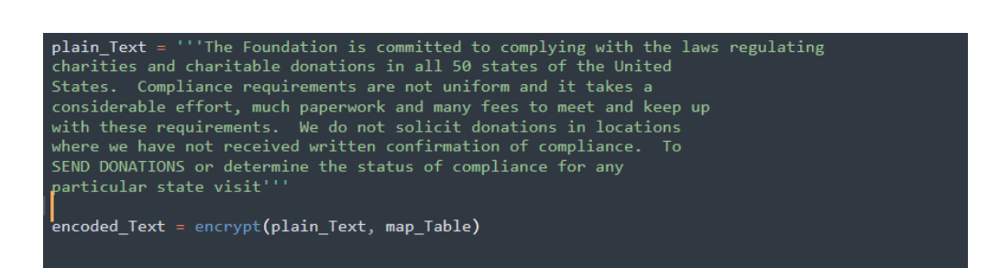 plain_Text = '''The Foundation is committed to complying with the laws regulating
charities and charitable donations in all 50 states of the United
States.  Compliance requirements are not uniform and it takes a
considerable effort, much paperwork and many fees to meet and keep up
with these requirements.  We do not solicit donations in locations
where we have not received written confirmation of compliance.  To
SEND DONATIONS or determine the status of compliance for any
particular state visit'''
encoded_Text = encrypt(plain_Text, map_Table)